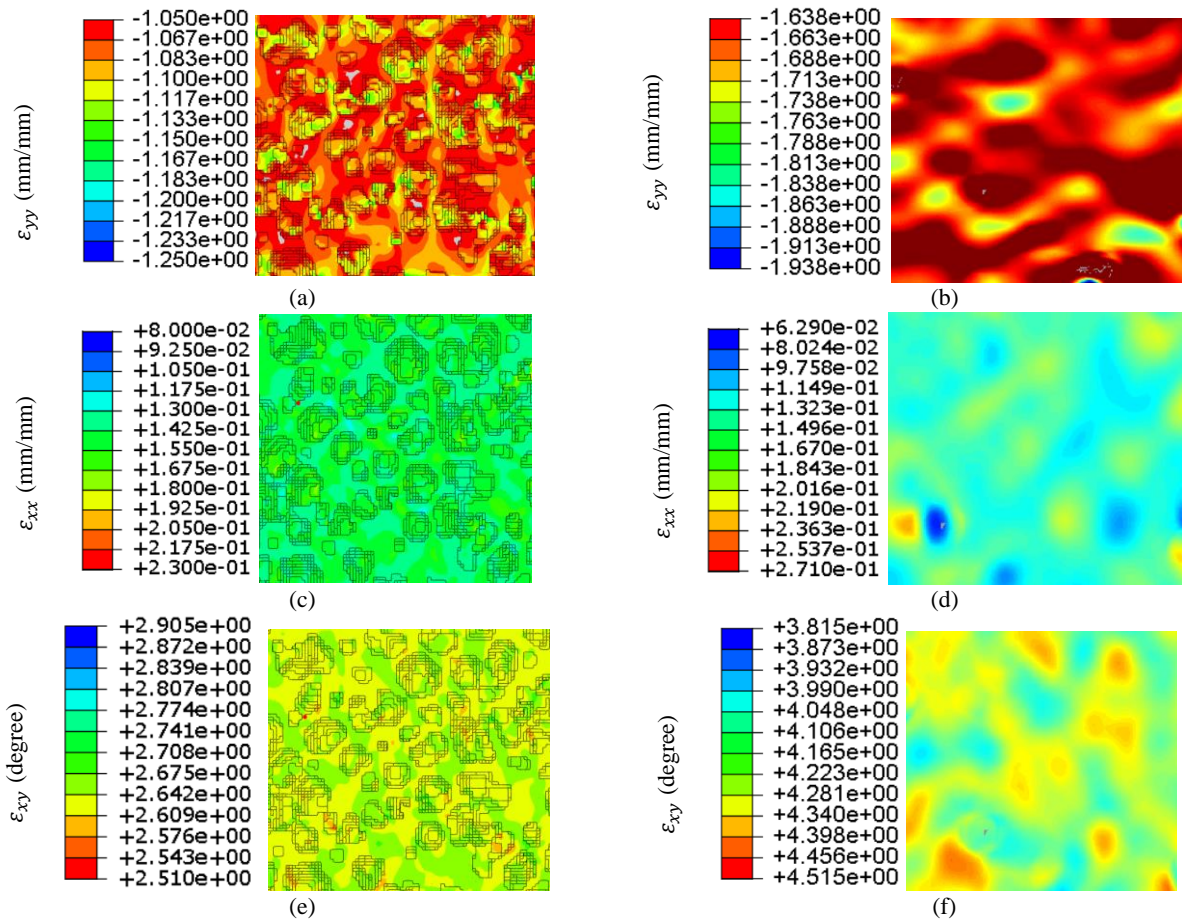 εyy (mm/mm)
-1.050e+00
-1.067e+00
-1.083e+00
-1.100e+00
-1.117e+00
-1.133e+00
-1.150e+00
-1.167e+00
-1.183e+00
-1.200e+00
-1.217e+00
-1.233e+00
-1.250e+00
(a)
εyy (mm/mm)
-1.638e+00
-1.663e+00
-1.688e+00
-1.713e+00
-1.738e+00
-1.763e+00
-1.788e+00
-1.813e+00
-1.838e+00
-1.863e+00
-1.888e+00
-1.913e+00
-1.938e+00
(b)
εxx (mm/mm)
+8.000e-02
+9.250e-02
+1.050e-01
+1.175e-01
+1.300e-01
+1.425e-01
+1.550e-01
+1.675e-01
+1.800e-01
+1.925e-01
+2.050e-01
+2.175e-01
+2.300e-01
(c)
εxx (mm/mm)
+6.290e-02
+8.024e-02
+9.758e-02
+1.149e-01
+1.323e-01
+1.496e-01
+1.670e-01
+1.843e-01
+2.016e-01
+2.190e-01
+2.363e-01
+2.537e-01
+2.710e-01
(d)
εxy (degree)
+2.905e+00
+2.872e+00
+2.839e+00
+2.807e+00
+2.774e+00
+2.741e+00
+2.708e+00
+2.675e+00
+2.642e+00
+2.609e+00
+2.576e+00
+2.543e+00
+2.510e+00
(e)
εxy (degree)
+3.815e+00
+3.873e+00
+3.932e+00
+3.990e+00
+4.048e+00
+4.106e+00
+4.165e+00
+4.223e+00
+4.281e+00
+4.340e+00
+4.398e+00
+4.456e+00
+4.515e+00
(f)